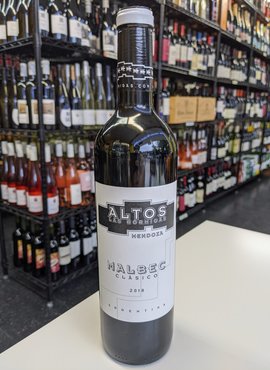 ALTOS
LAS HORMIGAS
MENDOZA
MALBEC
CLÁSICO
2018
ARGENTINA